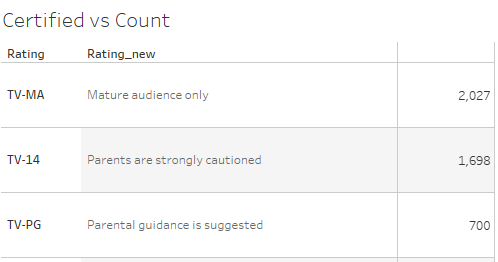 Certified vs Count
Rating Rating_new
TV-MA Mature audience only 2,027
TV-14 Parents are strongly cautioned 1,698
TV-PG Parental guidance is suggested 700